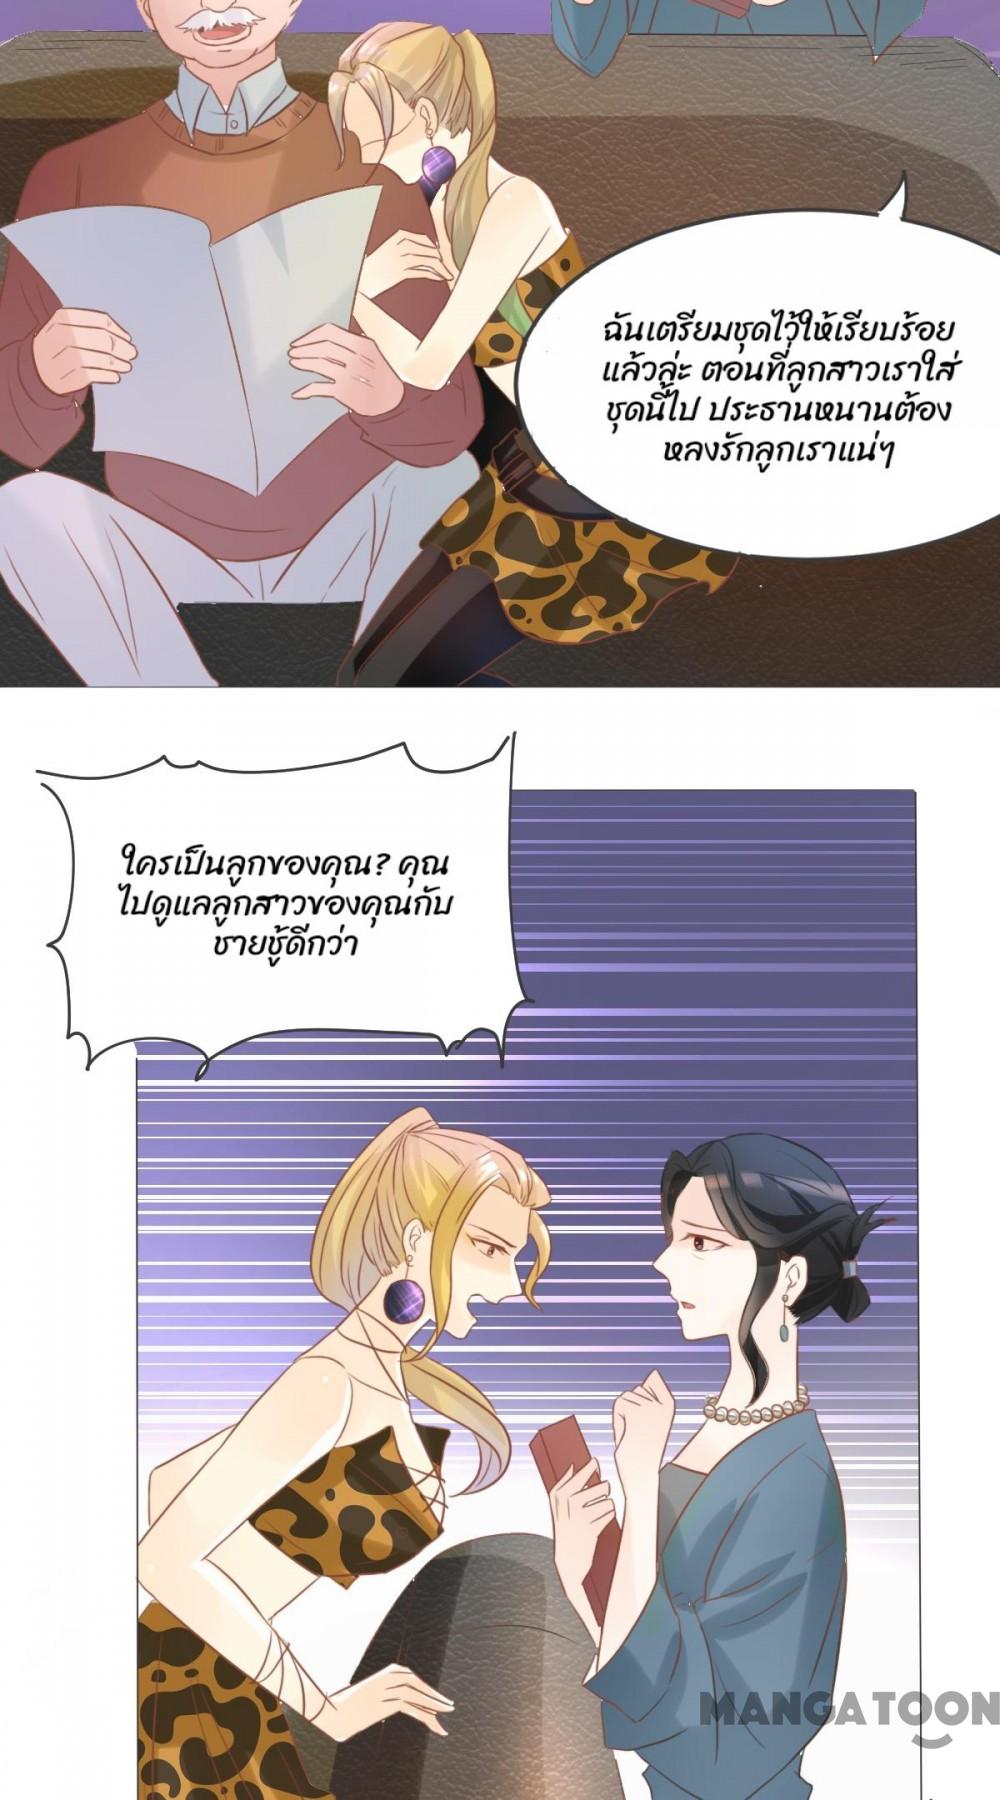 ฉันเตรียมชุดไว้ให้เรียบร้อย
แล้วล่ะ ตอนที่ลูกสาวเราใส่
ชุดนี้ไป ประธานหนานต้อง
หลงรักลูกเราแน่ๆ
ใครเป็นลูกของคุณ? คุณ
ไปดูแลลูกสาวของคุณกับ
ชายชู้ดีกว่า
MANGATOON